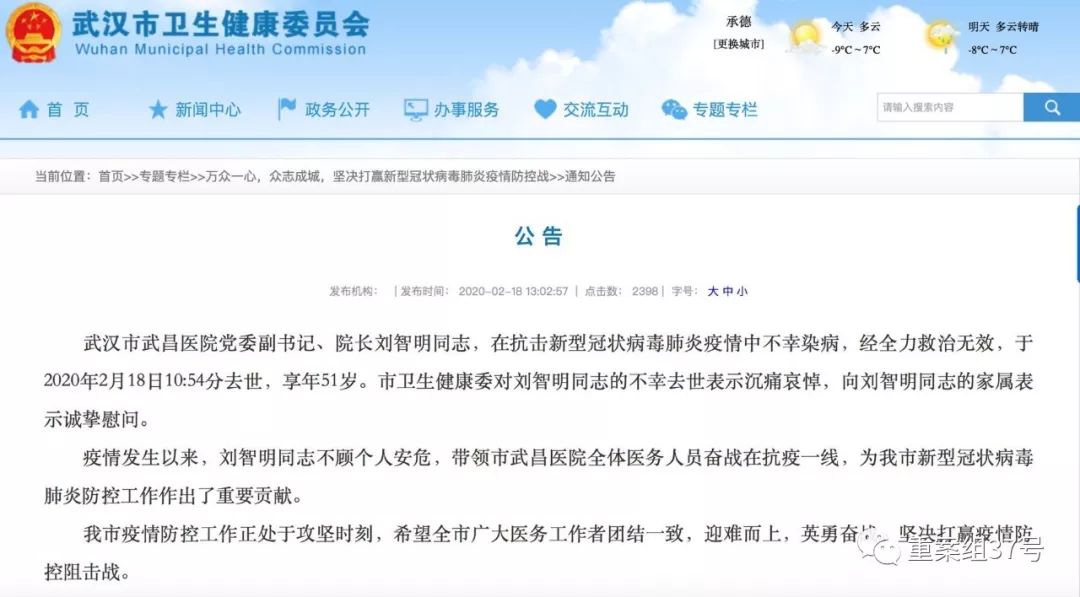 武汉市卫生健康委员会
Wuhan Municipal Health Commission
承德
[更换城市]
今天 多云
-9℃~7℃
明天 多云转晴
-8℃~7℃
首 页
新闻中心
政务公开
办事服务
交流互动
专题专栏
请输入搜索内容
当前位置：首页>>专题专栏>>万众一心，众志成城，坚决打赢新型冠状病毒肺炎疫情防控战>>通知公告
公 告
发布机构： | 发布时间： 2020-02-18 13:02:57 | 点击数： 2398 | 字号： 大 中 小
武汉市武昌医院党委副书记、院长刘智明同志，在抗击新型冠状病毒肺炎疫情中不幸染病，经全力救治无效，于
2020年2月18日10:54分去世，享年51岁。市卫生健康委对刘智明同志的不幸去世表示沉痛哀悼，向刘智明同志的家属表
示诚挚慰问。
疫情发生以来，刘智明同志不顾个人安危，带领市武昌医院全体医务人员奋战在抗疫一线，为我市新型冠状病毒
肺炎防控工作作出了重要贡献。
我市疫情防控工作正处于攻坚时刻，希望全市广大医务工作者团结一致，迎难而上，英勇奋战，坚决打赢疫情防
控阻击战。
重案组37号